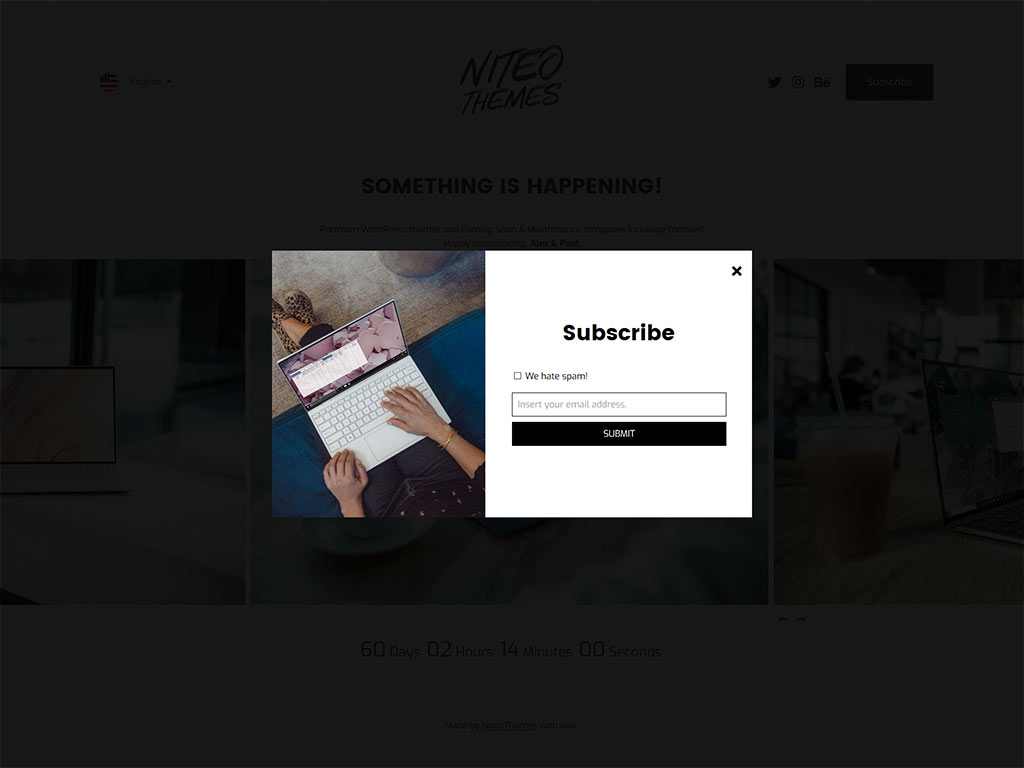 English
NITEO
THEMES
Bē
Subscribe
SOMETHING IS HAPPENING!
Premium WordPress themes and Coming Soon & Maintenance templates including freebies!
Happy downloading, Alex & Paul
Subscribe
We hate spam!
Insert your email address.
SUBMIT
60 Days 02 Hours 14 Minutes 00 Seconds
Made by NiteoThemes with love.